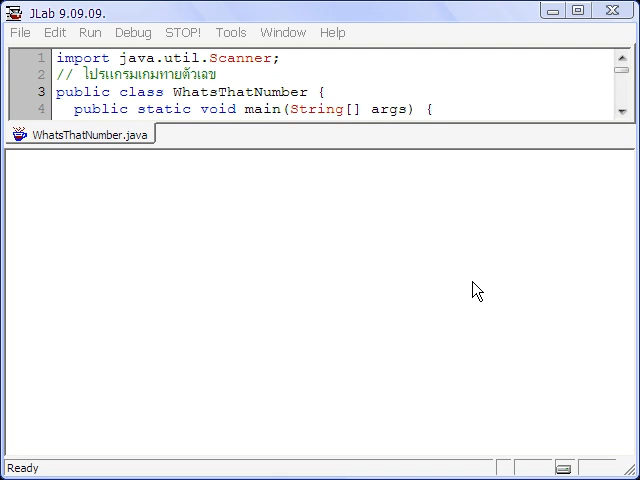 JLab 9.09.09.
File Edit Run Debug STOP! Tools Window Help
1 import java.util.Scanner;
2 // โปรแกรมเกมทายตัวเลข
3 public class WhatsThatNumber {
4 public static void main(String[] args) {
WhatsThatNumber.java
Ready